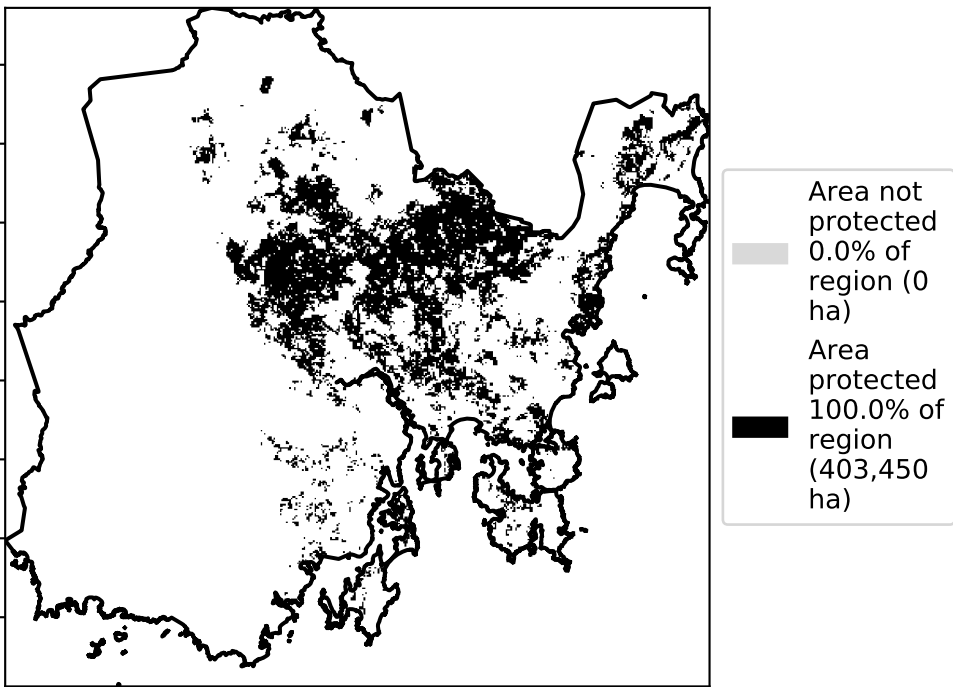 Area not
protected
0.0% of
region (0
ha)
Area
protected
100.0% of
region
(403,450
ha)